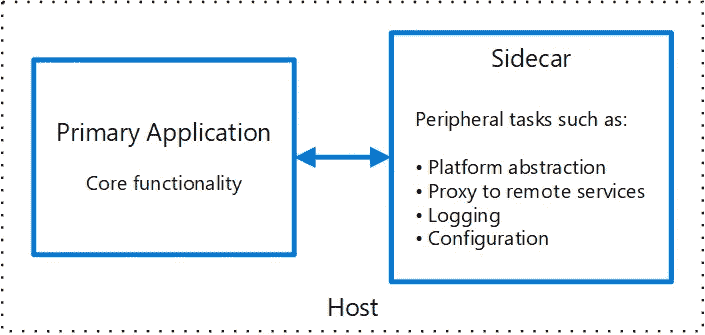 Primary Application
Core functionality
Sidecar
Peripheral tasks such as:
• Platform abstraction
• Proxy to remote services
• Logging
• Configuration
Host